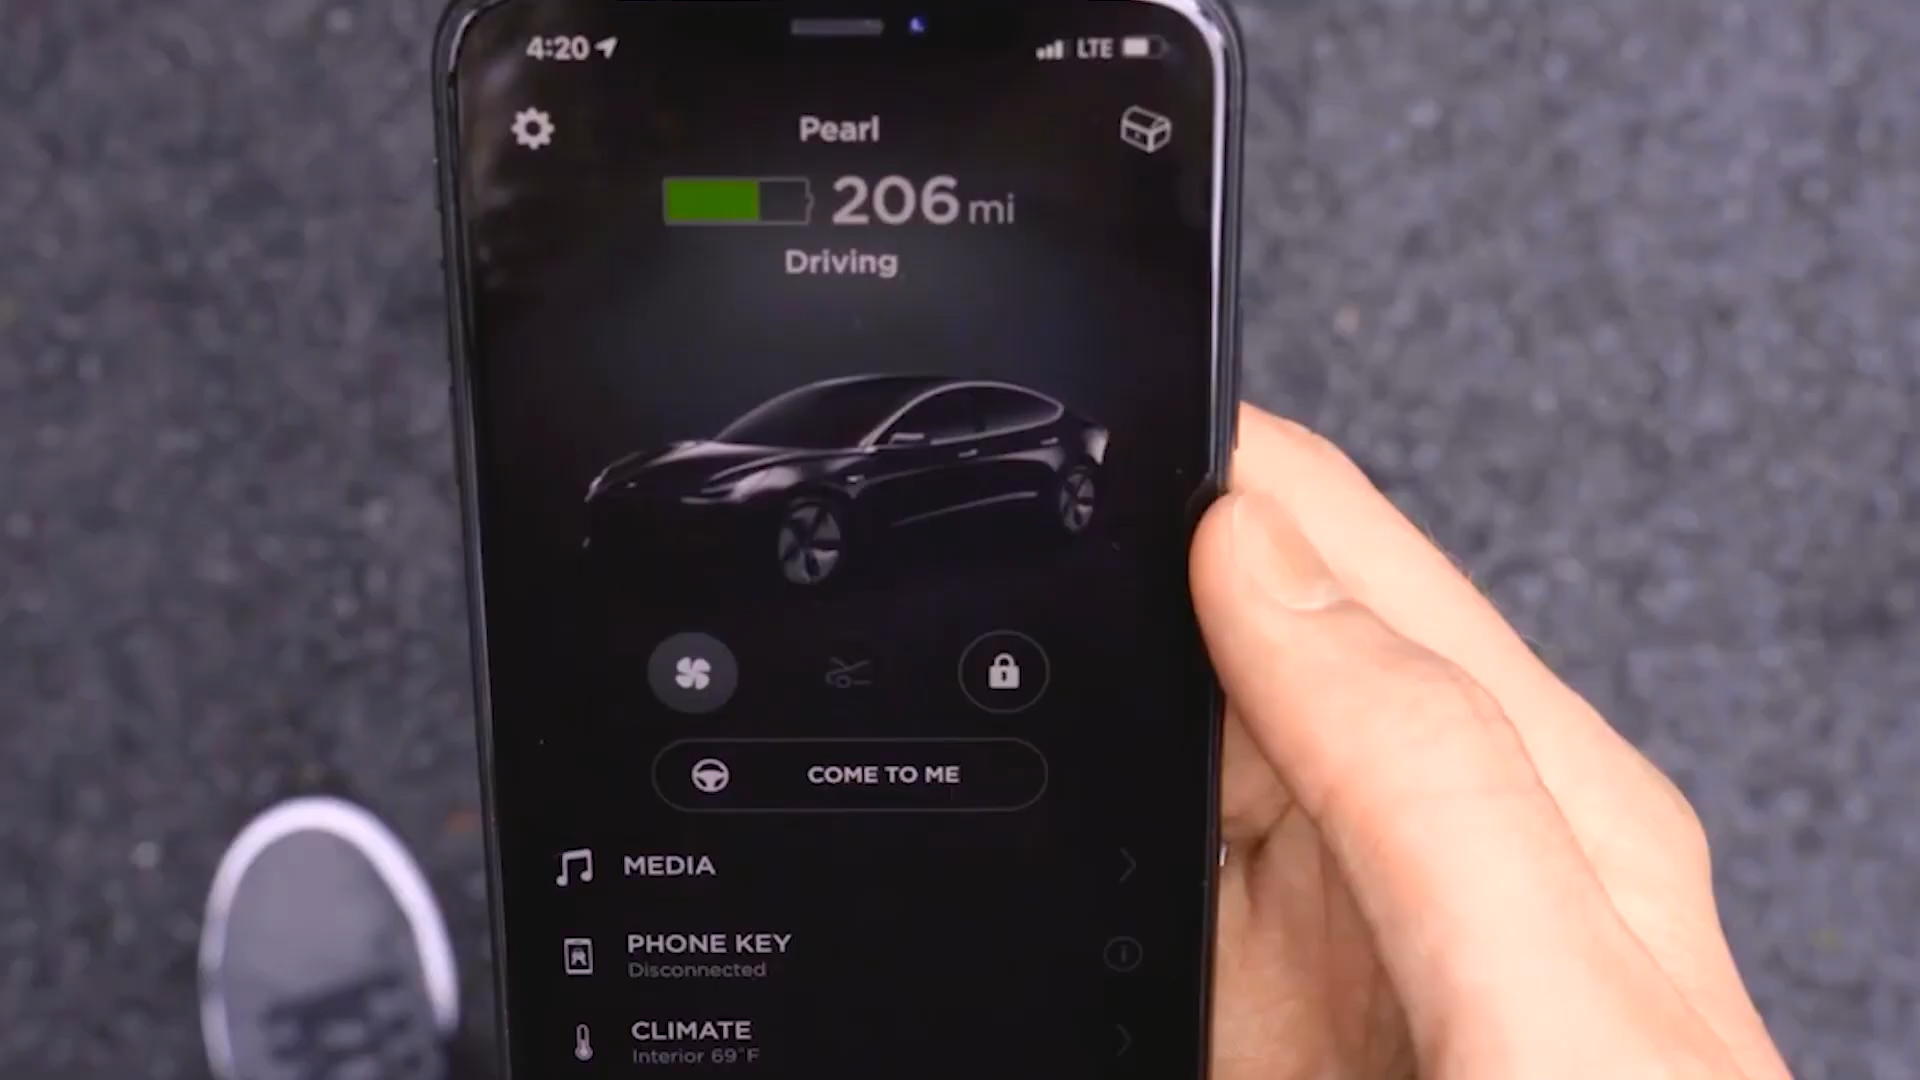 4:20 LTE
Pearl
206 mi
Driving
COME TO ME
MEDIA
PHONE KEY
Disconnected
CLIMATE
Interior 69°F